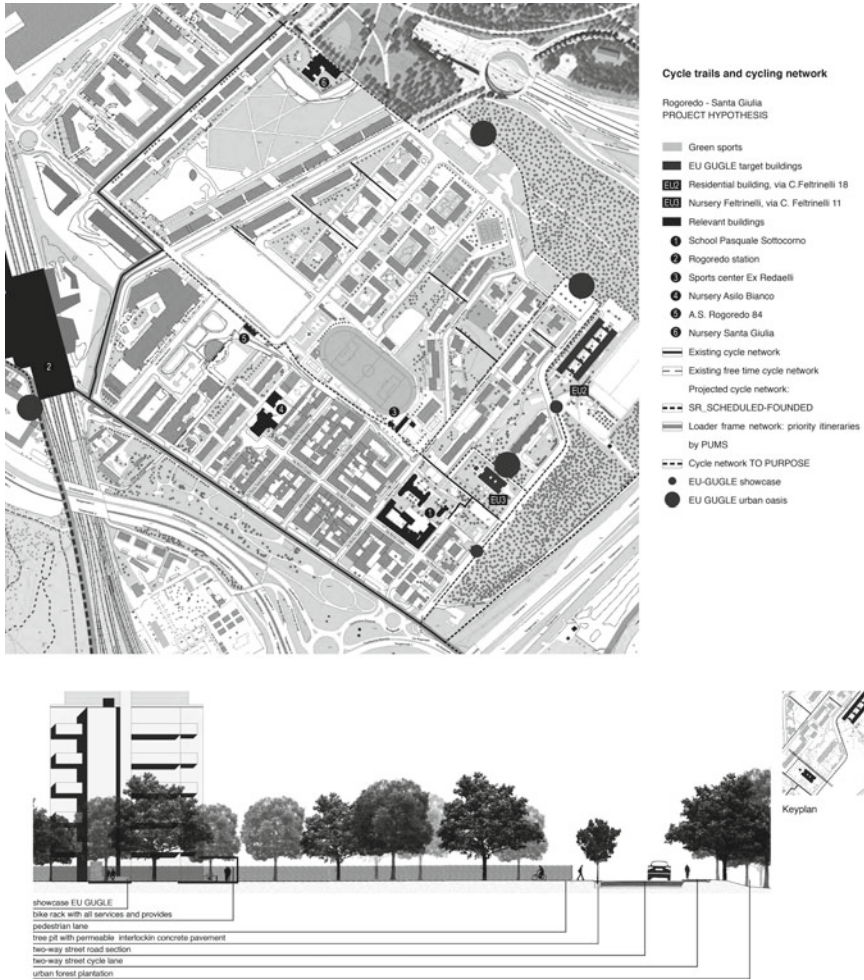 Cycle trails and cycling network
Rogoredo - Santa Giulia
PROJECT HYPOTHESIS
Green sports
EU GUGLE target buildings
EU2 Residential building, via C.Feltrinelli 18
EU3 Nursery Feltrinelli, via C. Feltrinelli 11
Relevant buildings
1 School Pasquale Sottocorno
2 Rogoredo station
3 Sports center Ex Redaelli
4 Nursery Asilo Bianco
5 A.S. Rogoredo 84
6 Nursery Santa Giulia
Existing cycle network
Existing free time cycle network
Projected cycle network:
SR_SCHEDULED-FOUNDED
Loader frame network: priority itineraries
by PUMS
Cycle network TO PURPOSE
EU-GUGLE showcase
EU GUGLE urban oasis
6
2
5
4
3
EU2
EU3
1
Keyplan
showcase EU GUGLE
bike rack with all services and provides
pedestrian lane
tree pit with permeable interlockin concrete pavement
two-way street road section
two-way street cycle lane
urban forest plantation